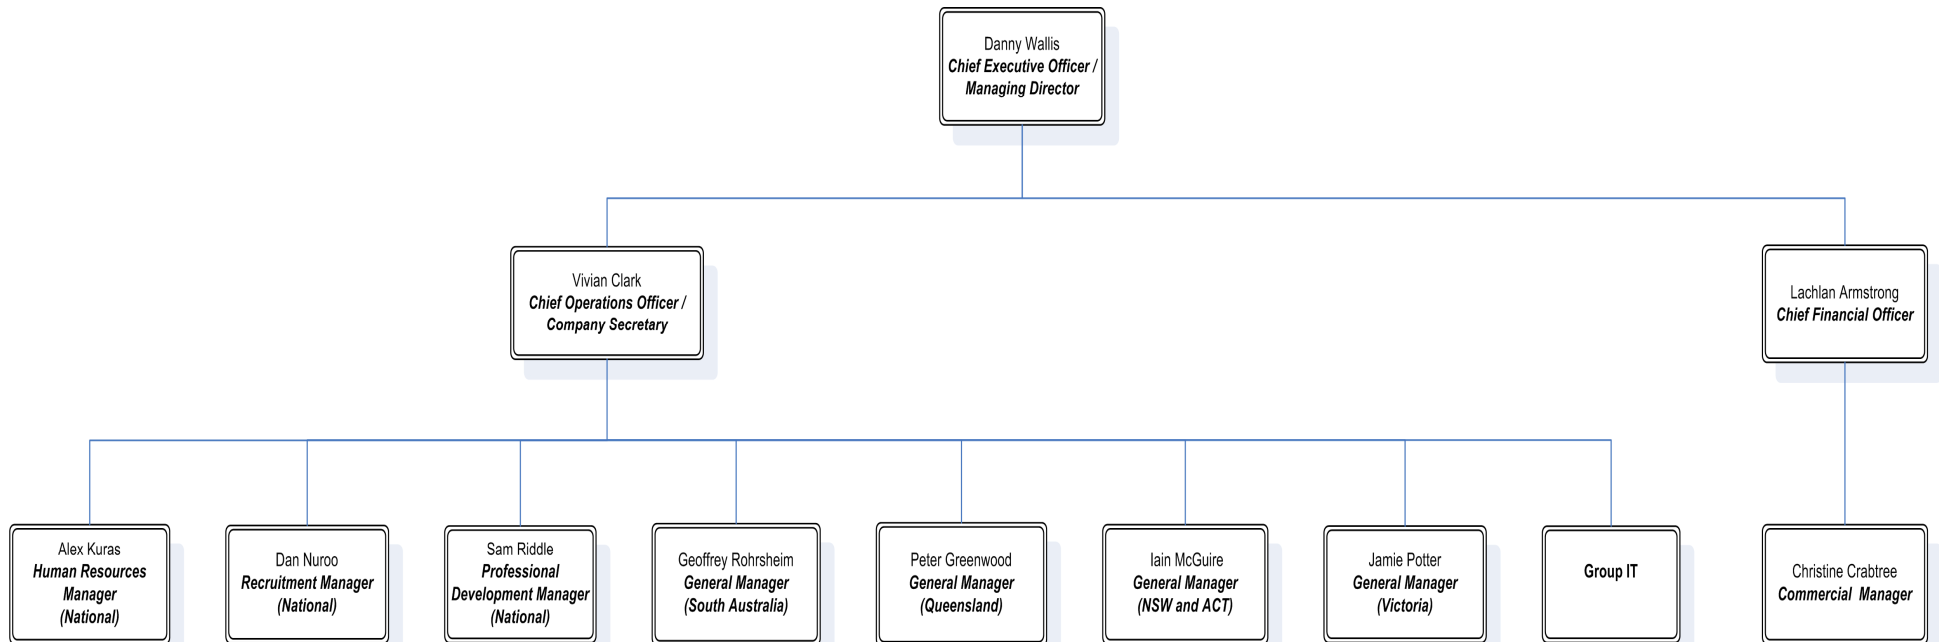 Danny Wallis
Chief Executive Officer /
Managing Director
Vivian Clark
Chief Operations Officer /
Company Secretary
Lachlan Armstrong
Chief Financial Officer
Alex Kuras
Human Resources
Manager
(National)
Dan Nuroo
Recruitment Manager
(National)
Sam Riddle
Professional
Development Manager
(National)
Geoffrey Rohrsheim
General Manager
(South Australia)
Peter Greenwood
General Manager
(Queensland)
Iain McGuire
General Manager
(NSW and ACT)
Jamie Potter
General Manager
(Victoria)
Group IT
Christine Crabtree
Commercial Manager